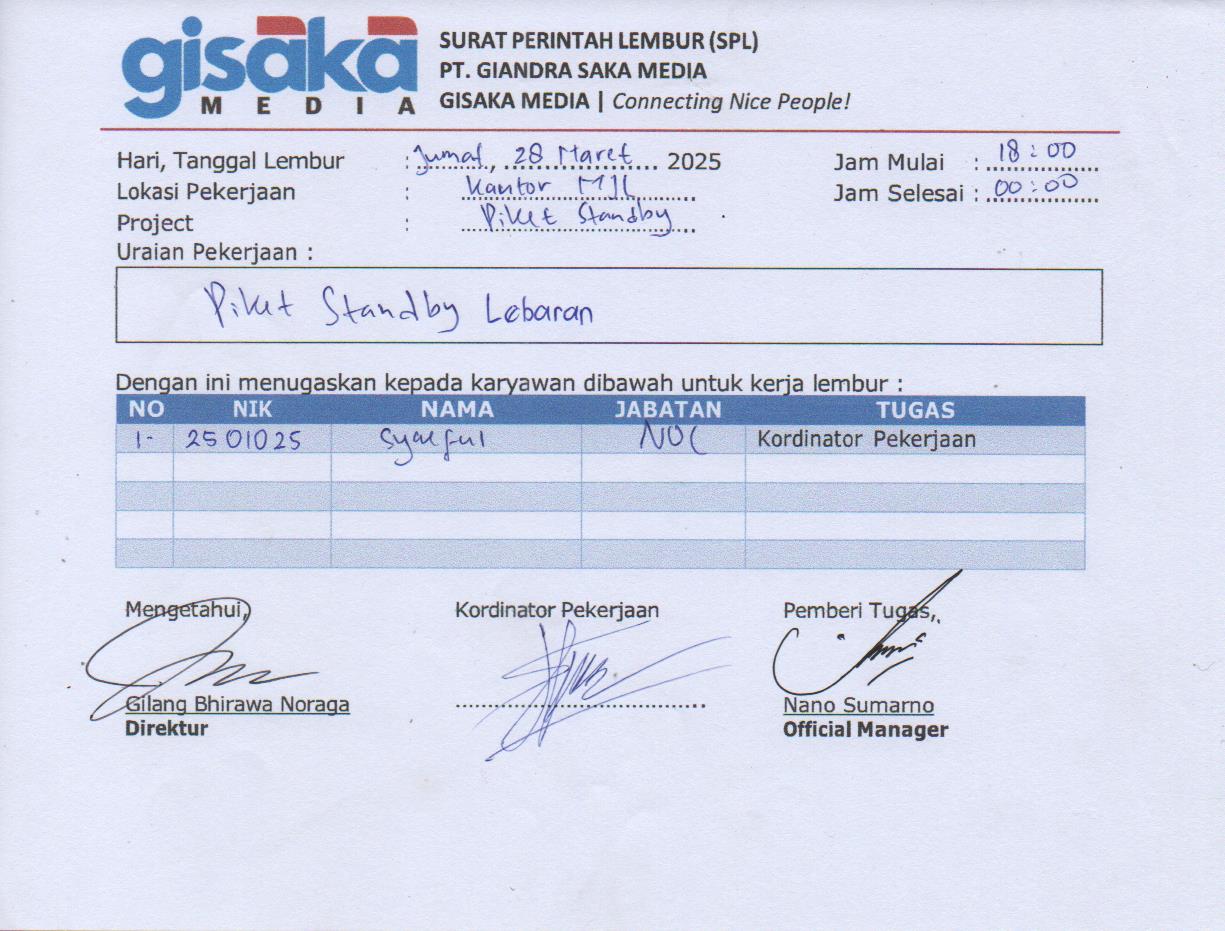 gisaka
MEDIA
SURAT PERINTAH LEMBUR (SPL)
PT. GIANDRA SAKA MEDIA
GISAKA MEDIA | Connecting Nice People!
Hari, Tanggal Lembur : Jumat, 28 Maret 2025 Jam Mulai : 18:00
Lokasi Pekerjaan : Kantor MJL Jam Selesai : 00:00
Project : Piket Standby
Uraian Pekerjaan :
Piket Standby Lebaran
Dengan ini menugaskan kepada karyawan dibawah untuk kerja lembur :
NO NIK NAMA JABATAN TUGAS
1- 2501025 Syaiful NOC Kordinator Pekerjaan
Mengetahui, Kordinator Pekerjaan Pemberi Tugas,
Gilang Bhirawa Noraga Nano Sumarno
Direktur Official Manager